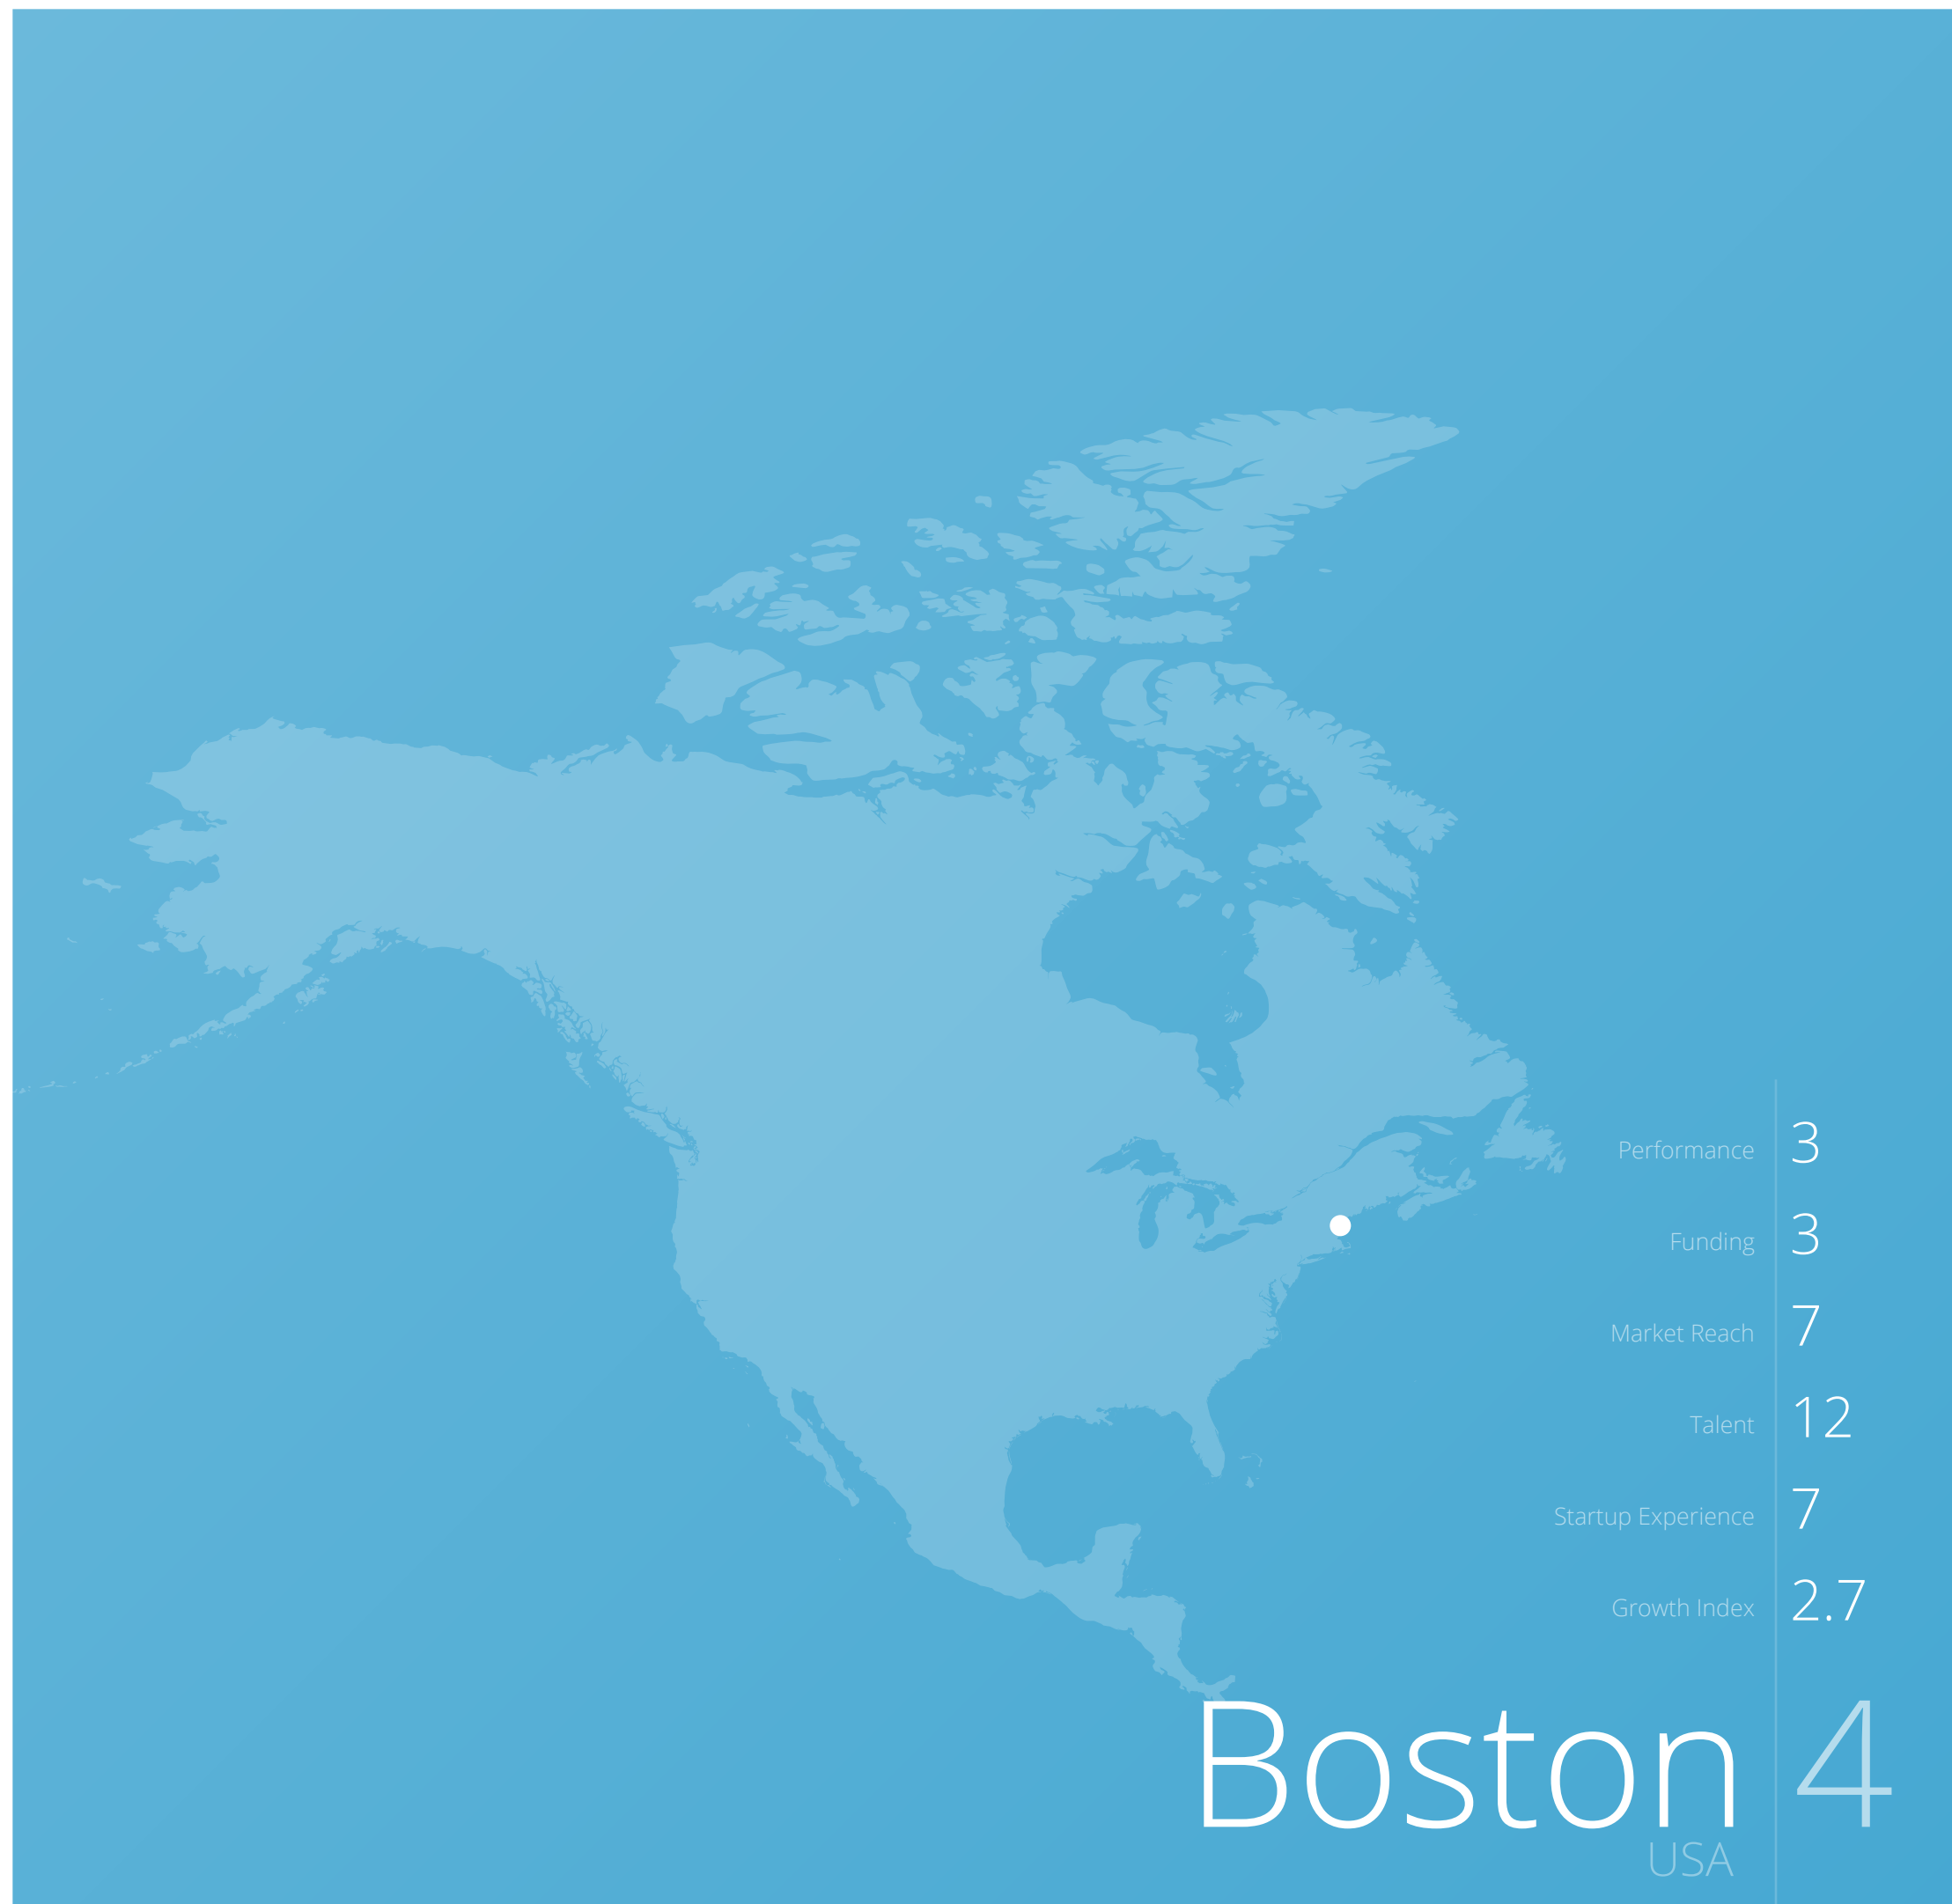 Performance 3
Funding 3
Market Reach 7
Talent 12
Startup Experience 7
Growth Index 2.7
Boston 4
USA